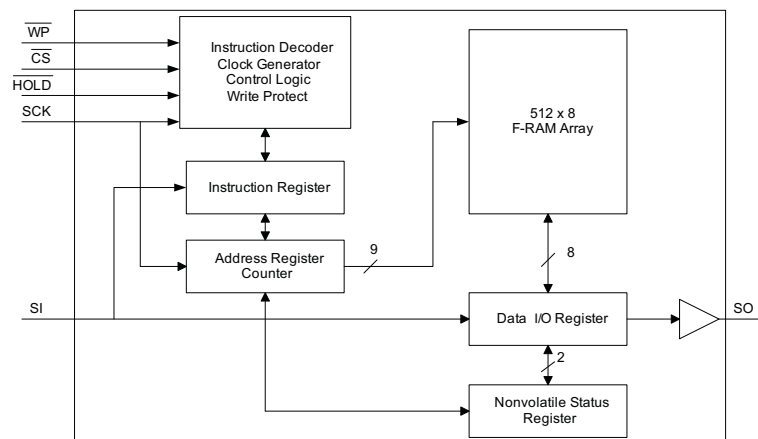 WP
CS
HOLD
SCK
Instruction Decoder
Clock Generator
Control Logic
Write Protect
512 x 8
F-RAM Array
Instruction Register
Address Register
Counter
9
8
SI
Data I/O Register
SO
2
Nonvolatile Status
Register